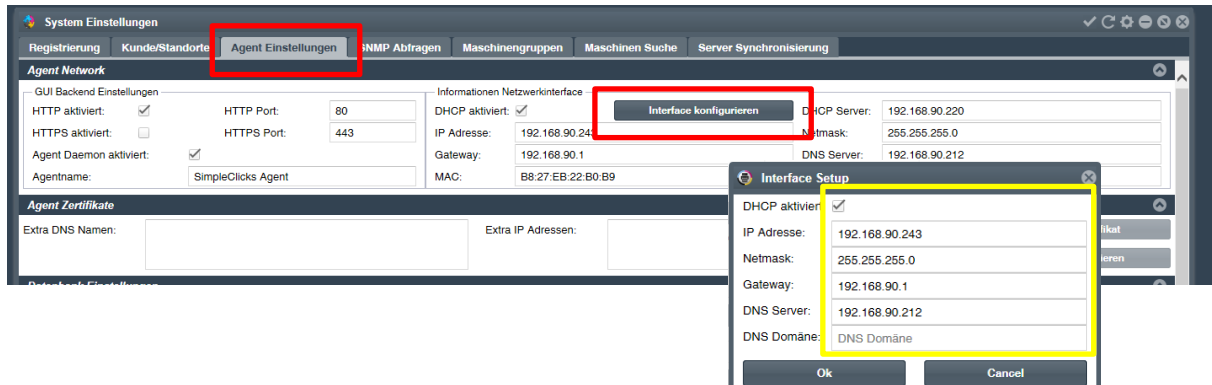 System Einstellungen
Registrierung Kunde/Standorte Agent Einstellungen SNMP Abfragen Maschinengruppen Maschinen Suche Server Synchronisierung
Agent Network
GUI Backend Einstellungen Informationen Netzwerkinterface
HTTP aktiviert: HTTP Port: 80 DHCP aktiviert: Interface konfigurieren DHCP Server: 192.168.90.220
HTTPS aktiviert: HTTPS Port: 443 IP Adresse: 192.168.90.243 Netmask: 255.255.255.0
Agent Daemon aktiviert: Gateway: 192.168.90.1 DNS Server: 192.168.90.212
Agentname: SimpleClicks Agent MAC: B8:27:EB:22:B0:B9
Agent Zertifikate
Extra DNS Namen: Extra IP Adressen:
Interface Setup
DHCP aktiviert
IP Adresse: 192.168.90.243
Netmask: 255.255.255.0
Gateway: 192.168.90.1
DNS Server: 192.168.90.212
DNS Domäne: DNS Domäne
Ok Cancel